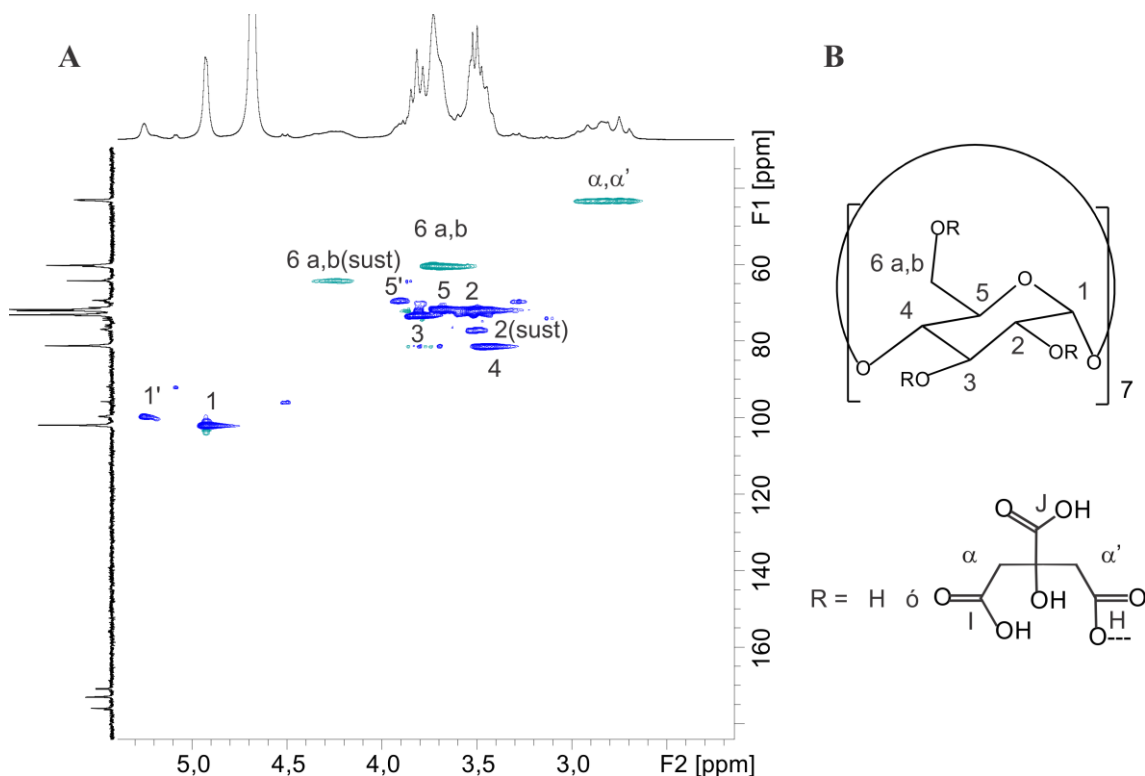 A
B
α,α'
6 a,b
6 a,b(sust)
5'
5
2
3
2(sust)
4
1'
1
F1 [ppm]
60
80
100
120
140
160
5,0
4,5
4,0
3,5
3,0
F2 [ppm]
OR
6 a,b
5
O
1
4
2
OR
O
RO
3
O
7
J
O
OH
α
α'
R = H ó
O
OH
H
O
I
OH
O---